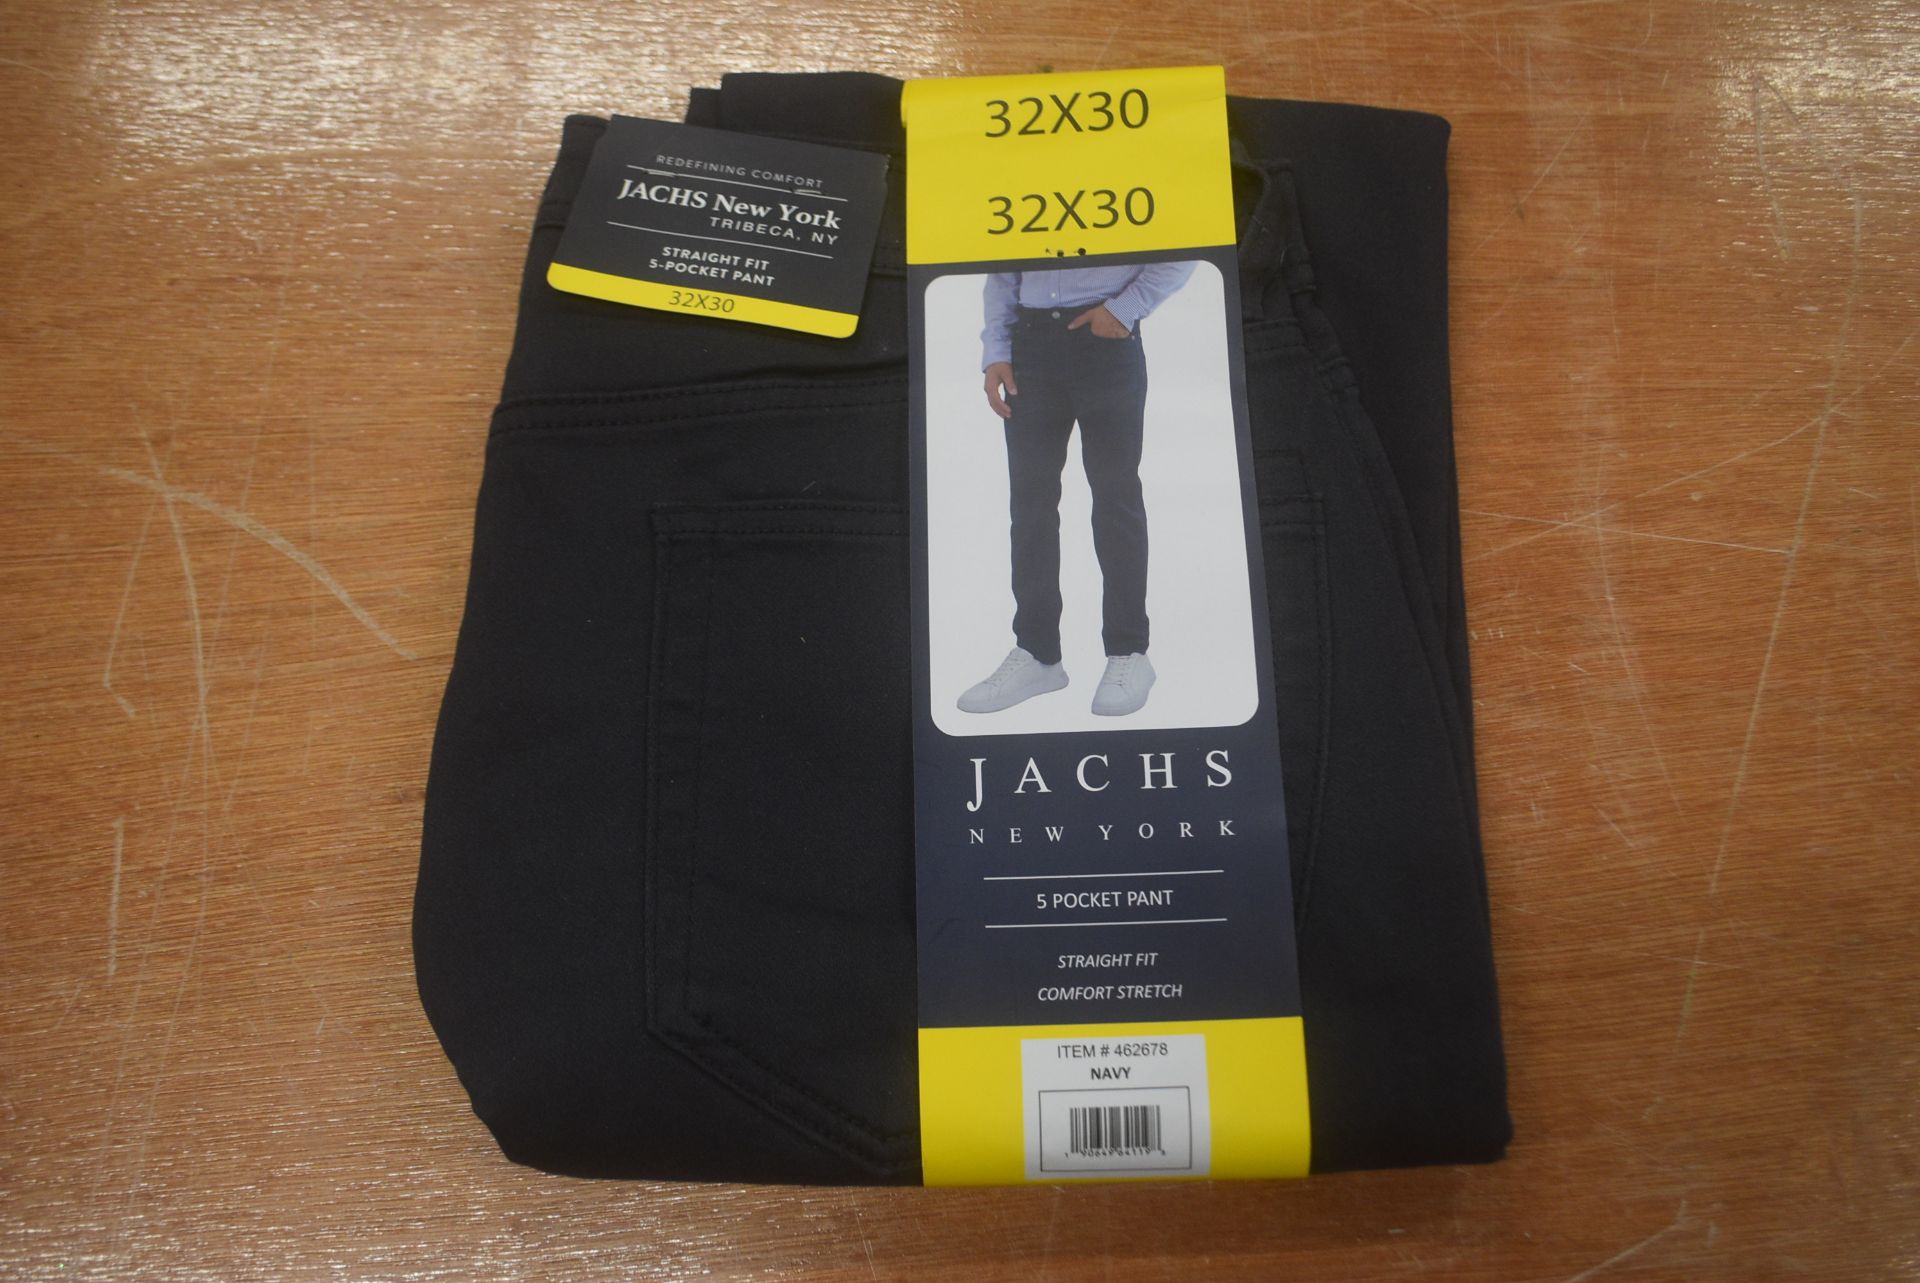 REDEFINING COMFORT
JACHS New York
TRIBECA, NY
STRAIGHT FIT
5-POCKET PANT
32X30
32X30
32X30
JACHS
NEW YORK
5 POCKET PANT
STRAIGHT FIT
COMFORT STRETCH
ITEM # 462678
NAVY